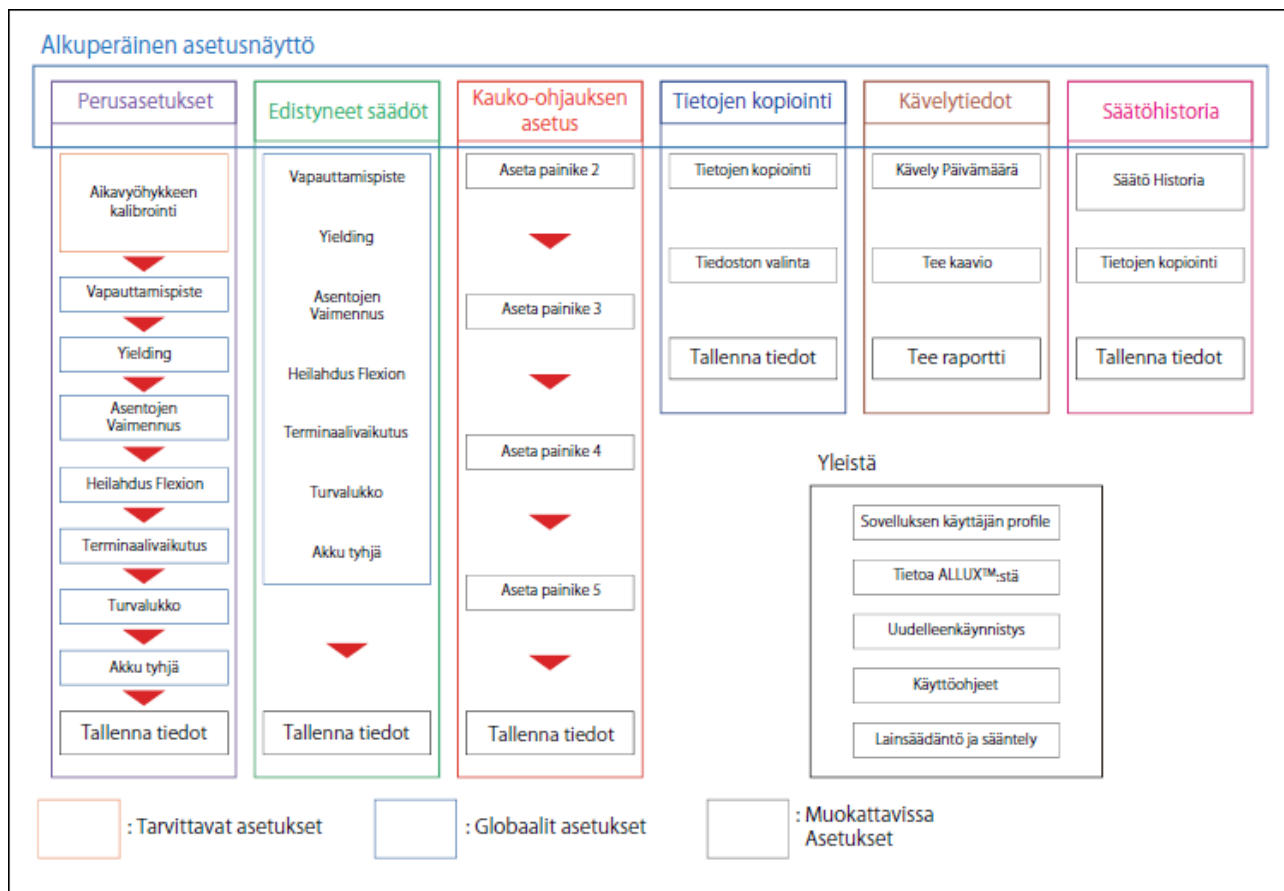 Alkuperäinen asetusnäyttö
Perusasetukset
Edistyneet säädöt
Kauko-ohjauksen
asetus
Tietojen kopiointi
Kävelytiedot
Säätöhistoria
Aikavyöhykkeen
kalibrointi
Vapauttamispiste
Yielding
Asentojen
Vaimennus
Heilahdus Flexion
Terminaalivaikutus
Turvalukko
Akku tyhjä
Tallenna tiedot
Vapauttamispiste
Yielding
Asentojen
Vaimennus
Heilahdus Flexion
Terminaalivaikutus
Turvalukko
Akku tyhjä
Tallenna tiedot
Aseta painike 2
Aseta painike 3
Aseta painike 4
Aseta painike 5
Tallenna tiedot
Tietojen kopiointi
Tiedoston valinta
Tallenna tiedot
Kävely Päivämäärä
Tee kaavio
Tee raportti
Säätö Historia
Tietojen kopiointi
Tallenna tiedot
Yleistä
Sovelluksen käyttäjän profile
Tietoa ALLUX™:stä
Uudelleenkäynnistys
Käyttöohjeet
Lainsäädäntö ja sääntely
: Tarvittavat asetukset
: Globaalit asetukset
: Muokattavissa
Asetukset